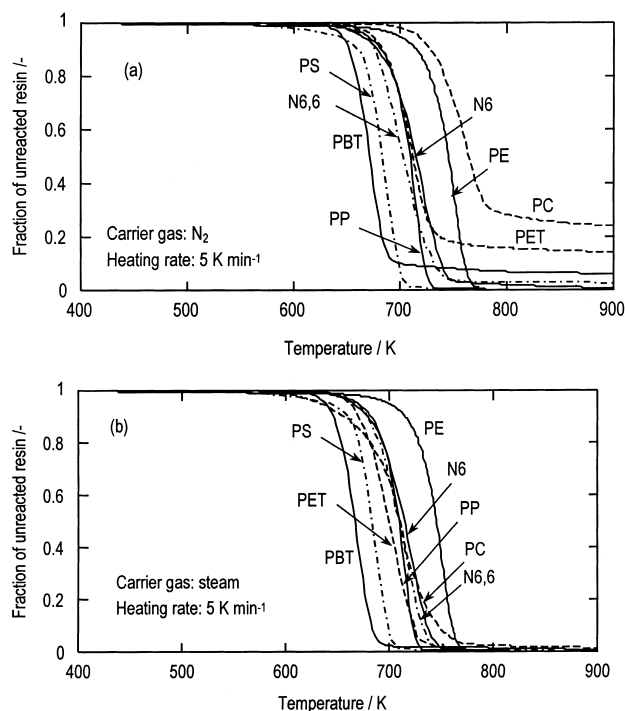 Fraction of unreacted resin /-
1
0.8
0.6
0.4
0.2
0
(a)
PS
N6,6
PBT
PP
N6
PE
PC
PET
Carrier gas: N2
Heating rate: 5 K min-1
400 500 600 700 800 900
Temperature / K
Fraction of unreacted resin /-
1
0.8
0.6
0.4
0.2
0
(b)
PS
PET
PBT
PE
N6
PP
PC
N6,6
Carrier gas: steam
Heating rate: 5 K min-1
400 500 600 700 800 900
Temperature / K